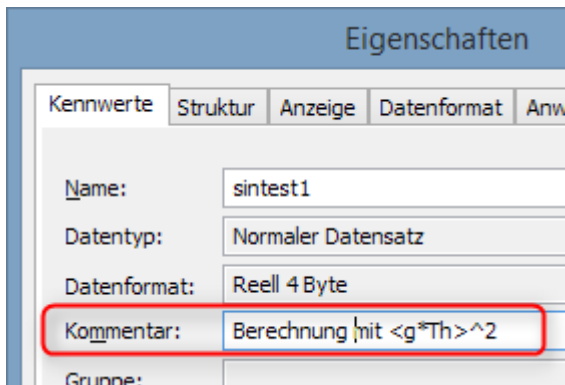 Eigenschaften
Kennwerte Struktur Anzeige Datenformat Anw
Name: sintest1
Datentyp: Normaler Datensatz
Datenformat: Reell 4 Byte
Kommentar: Berechnung mit <g*Th>^2
Gruppe: